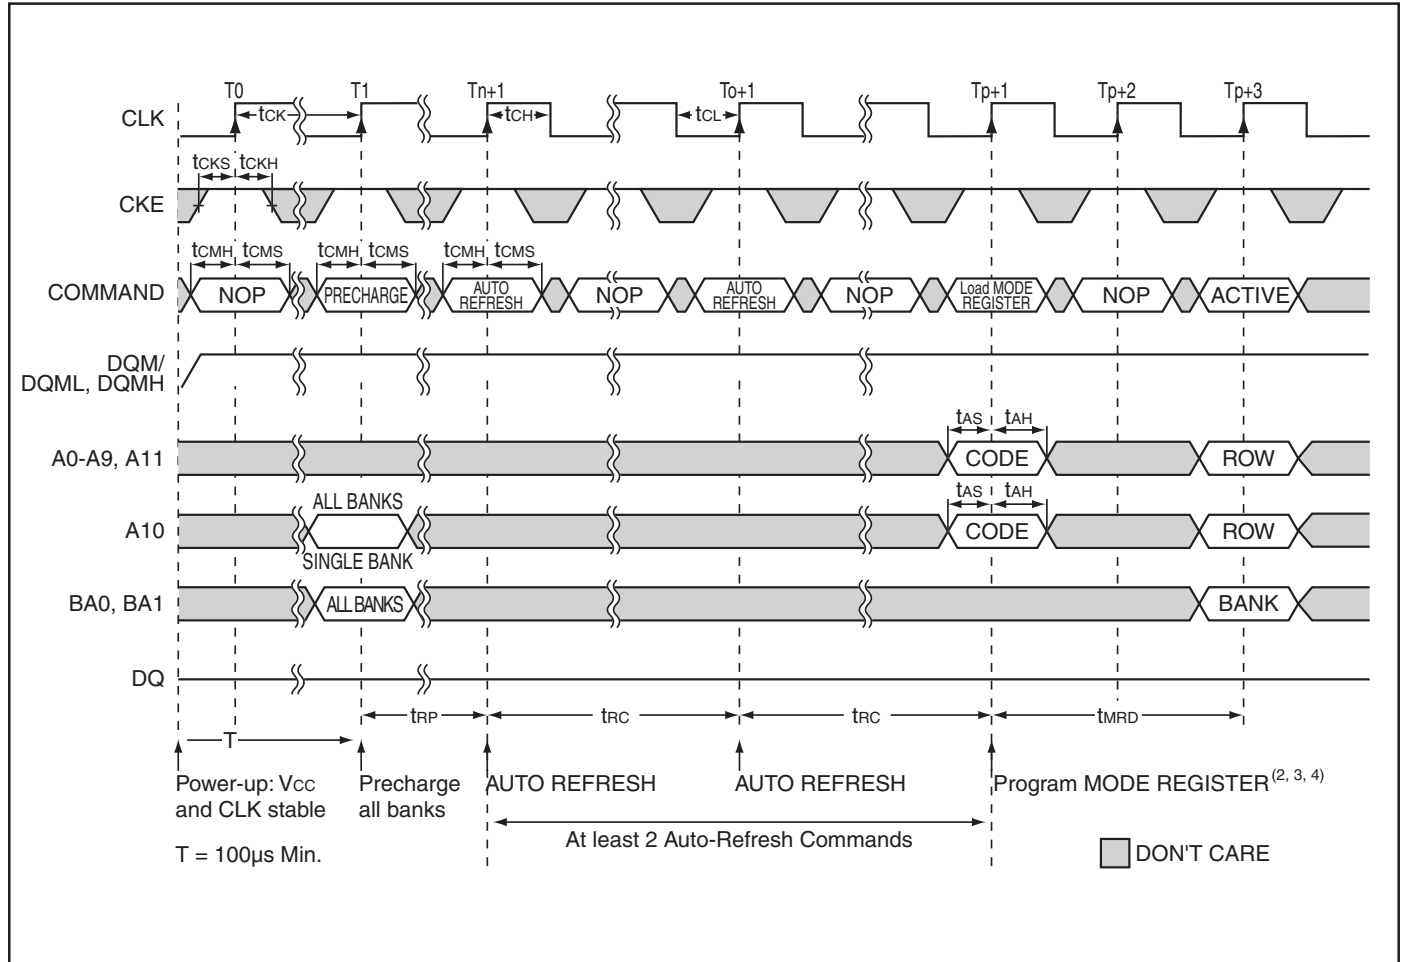 T0 T1 Tn+1 To+1 Tp+1 Tp+2 Tp+3
CLK tCK tCH tCL
tCKS tCKH
CKE
tCMH tCMS tCMH tCMS tCMH tCMS
COMMAND NOP PRECHARGE AUTO REFRESH NOP AUTO REFRESH NOP Load MODE REGISTER NOP ACTIVE
DQM/
DQML, DQMH
tAS tAH
A0-A9, A11 CODE ROW
ALL BANKS tAS tAH
A10 CODE ROW
SINGLE BANK
BA0, BA1 ALL BANKS BANK
DQ
tRP tRC tRC tMRD
T
Power-up: VCC Precharge AUTO REFRESH AUTO REFRESH Program MODE REGISTER(2, 3, 4)
and CLK stable all banks
At least 2 Auto-Refresh Commands
T = 100µs Min. DON'T CARE